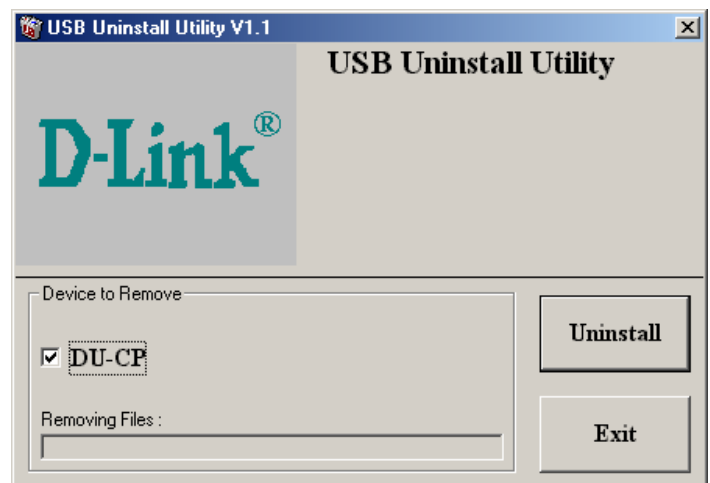 USB Uninstall Utility V1.1
USB Uninstall Utility
D-Link®
Device to Remove
DU-CP
Removing Files :
Uninstall
Exit